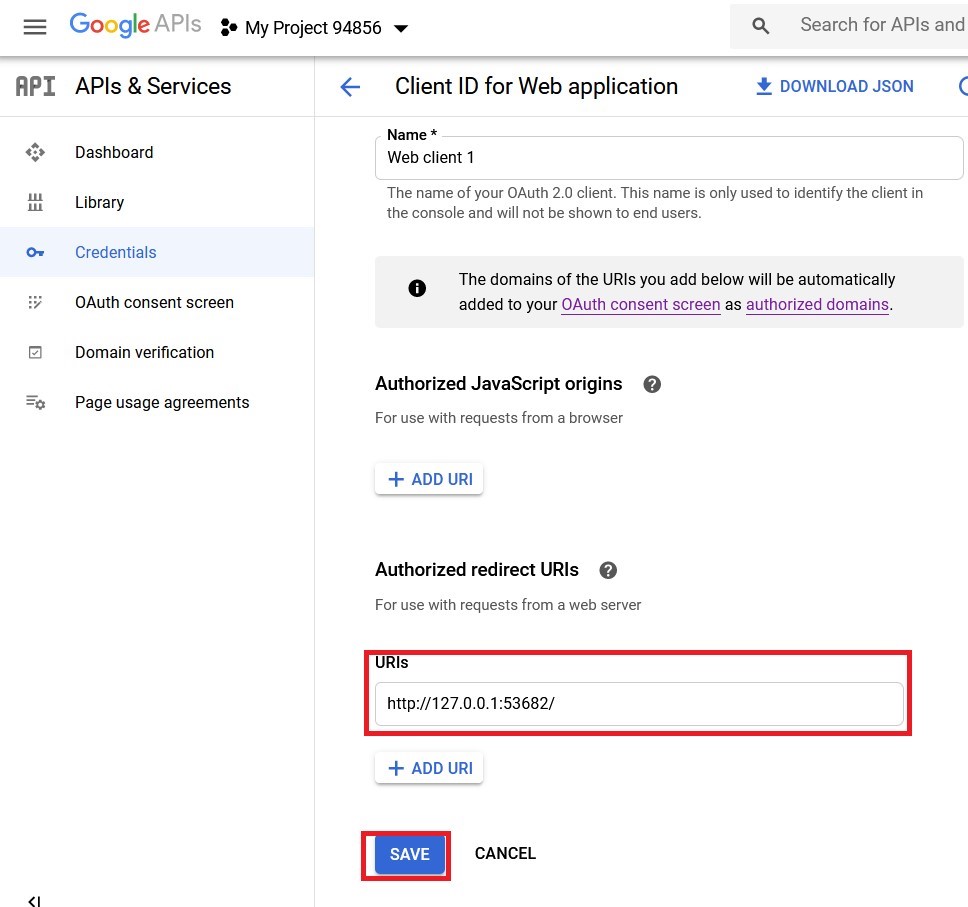 Google APIs
My Project 94856
Search for APIs and
API
APIs & Services
Dashboard
Library
Credentials
OAuth consent screen
Domain verification
Page usage agreements
Client ID for Web application
DOWNLOAD JSON
Name *
Web client 1
The name of your OAuth 2.0 client. This name is only used to identify the client in
the console and will not be shown to end users.
The domains of the URIs you add below will be automatically
added to your OAuth consent screen as authorized domains.
Authorized JavaScript origins
For use with requests from a browser
ADD URI
Authorized redirect URIs
For use with requests from a web server
URIs
http://127.0.0.1:53682/
ADD URI
SAVE
CANCEL